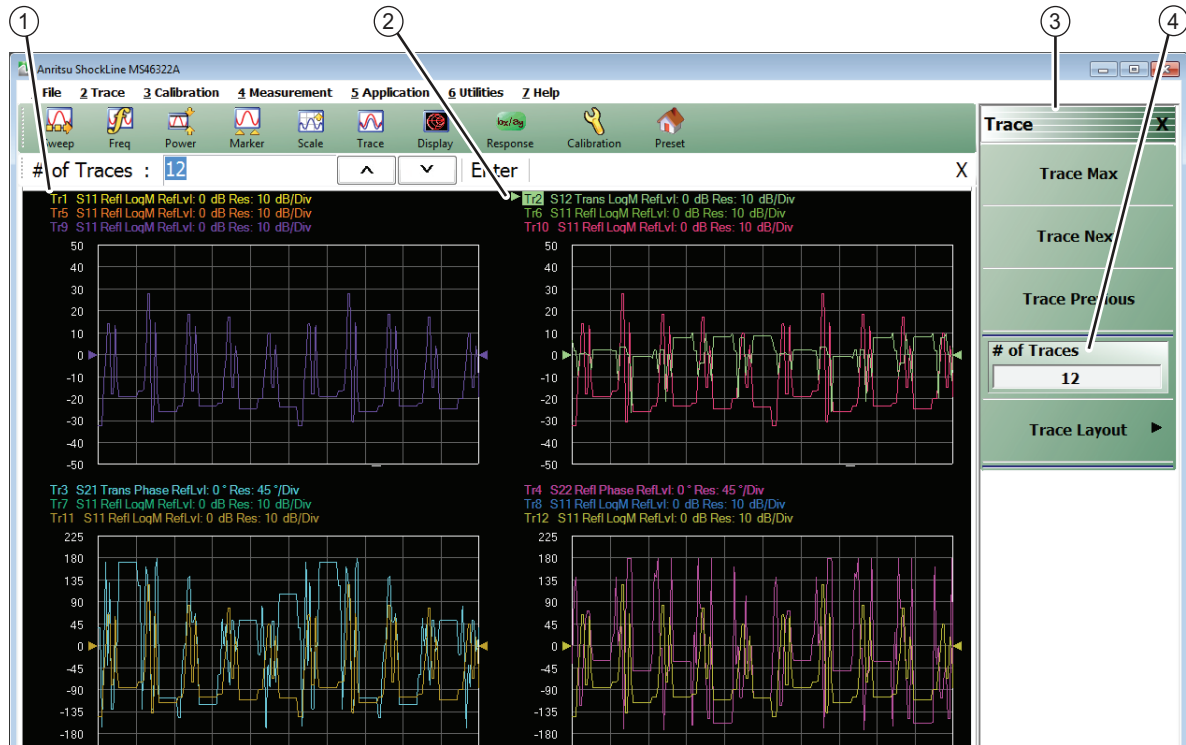 1 2 3 4
Anritsu ShockLine MS46322A
File 2 Trace 3 Calibration 4 Measurement 5 Application 6 Utilities 7 Help
Sweep Freq Power Marker Scale Trace Display Response Calibration Preset
# of Traces : 12 Enter X
Tr1 S11 Refl LogM RefLvl: 0 dB Res: 10 dB/Div
Tr5 S11 Refl LogM RefLvl: 0 dB Res: 10 dB/Div
Tr9 S11 Refl LogM RefLvl: 0 dB Res: 10 dB/Div
50
40
30
20
10
0
-10
-20
-30
-40
-50
Tr2 S12 Trans LogM RefLvl: 0 dB Res: 10 dB/Div
Tr6 S11 Refl LogM RefLvl: 0 dB Res: 10 dB/Div
Tr10 S11 Refl LogM RefLvl: 0 dB Res: 10 dB/Div
50
40
30
20
10
0
-10
-20
-30
-40
-50
Tr3 S21 Trans Phase RefLvl: 0 ° Res: 45 °/Div
Tr7 S11 Refl LogM RefLvl: 0 dB Res: 10 dB/Div
Tr11 S11 Refl LogM RefLvl: 0 dB Res: 10 dB/Div
225
180
135
90
45
0
-45
-90
-135
-180
Tr4 S22 Refl Phase RefLvl: 0 ° Res: 45 °/Div
Tr8 S11 Refl LogM RefLvl: 0 dB Res: 10 dB/Div
Tr12 S11 Refl LogM RefLvl: 0 dB Res: 10 dB/Div
225
180
135
90
45
0
-45
-90
-135
-180
Trace X
Trace Max
Trace Next
Trace Previous
# of Traces
12
Trace Layout